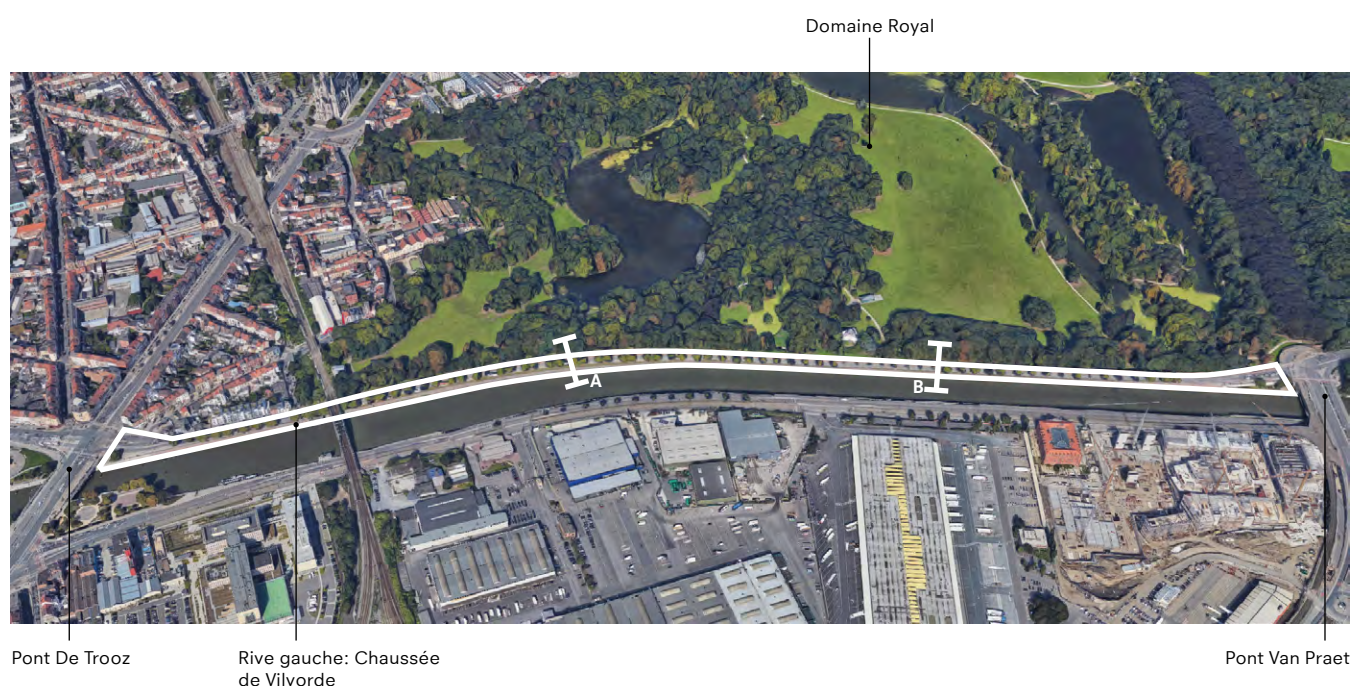 Domaine Royal
A
B
Pont De Trooz
Rive gauche: Chaussée
de Vilvorde
Pont Van Praet